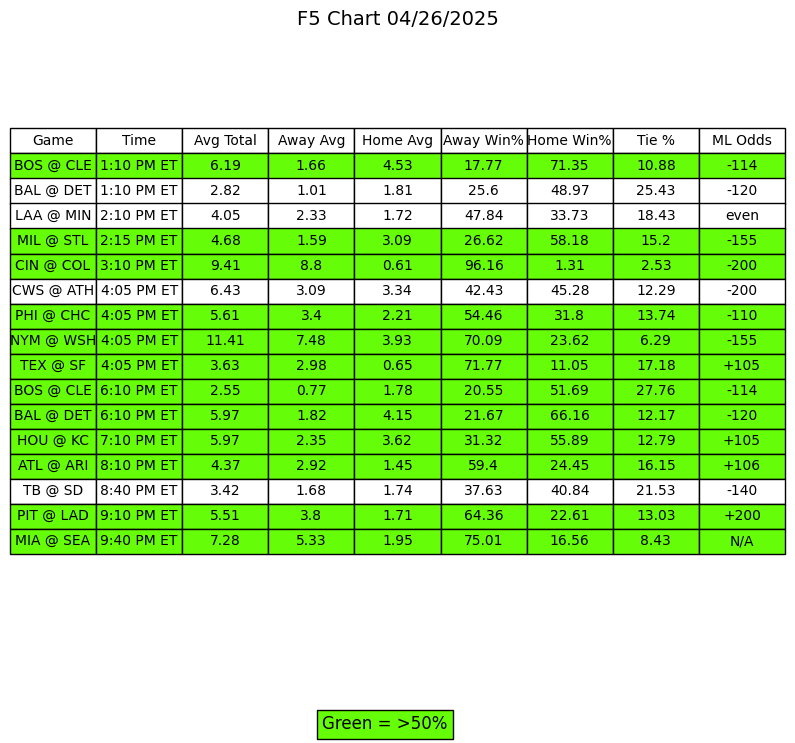 F5 Chart 04/26/2025
Game Time Avg Total Away Avg Home Avg Away Win% Home Win% Tie % ML Odds
BOS @ CLE 1:10 PM ET 6.19 1.66 4.53 17.77 71.35 10.88 -114
BAL @ DET 1:10 PM ET 2.82 1.01 1.81 25.6 48.97 25.43 -120
LAA @ MIN 2:10 PM ET 4.05 2.33 1.72 47.84 33.73 18.43 even
MIL @ STL 2:15 PM ET 4.68 1.59 3.09 26.62 58.18 15.2 -155
CIN @ COL 3:10 PM ET 9.41 8.8 0.61 96.16 1.31 2.53 -200
CWS @ ATH 4:05 PM ET 6.43 3.09 3.34 42.43 45.28 12.29 -200
PHI @ CHC 4:05 PM ET 5.61 3.4 2.21 54.46 31.8 13.74 -110
NYM @ WSH 4:05 PM ET 11.41 7.48 3.93 70.09 23.62 6.29 -155
TEX @ SF 4:05 PM ET 3.63 2.98 0.65 71.77 11.05 17.18 +105
BOS @ CLE 6:10 PM ET 2.55 0.77 1.78 20.55 51.69 27.76 -114
BAL @ DET 6:10 PM ET 5.97 1.82 4.15 21.67 66.16 12.17 -120
HOU @ KC 7:10 PM ET 5.97 2.35 3.62 31.32 55.89 12.79 +105
ATL @ ARI 8:10 PM ET 4.37 2.92 1.45 59.4 24.45 16.15 +106
TB @ SD 8:40 PM ET 3.42 1.68 1.74 37.63 40.84 21.53 -140
PIT @ LAD 9:10 PM ET 5.51 3.8 1.71 64.36 22.61 13.03 +200
MIA @ SEA 9:40 PM ET 7.28 5.33 1.95 75.01 16.56 8.43 N/A
Green = >50%